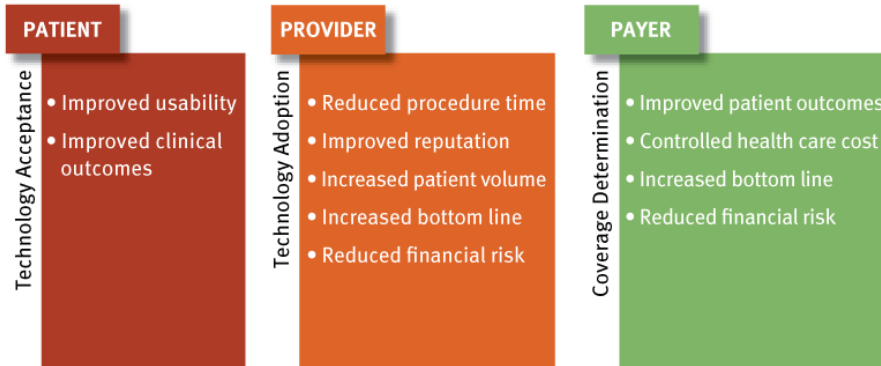 PATIENT
Technology Acceptance
• Improved usability
• Improved clinical
outcomes
PROVIDER
Technology Adoption
• Reduced procedure time
• Improved reputation
• Increased patient volume
• Increased bottom line
• Reduced financial risk
PAYER
Coverage Determination
• Improved patient outcomes
• Controlled health care cost
• Increased bottom line
• Reduced financial risk